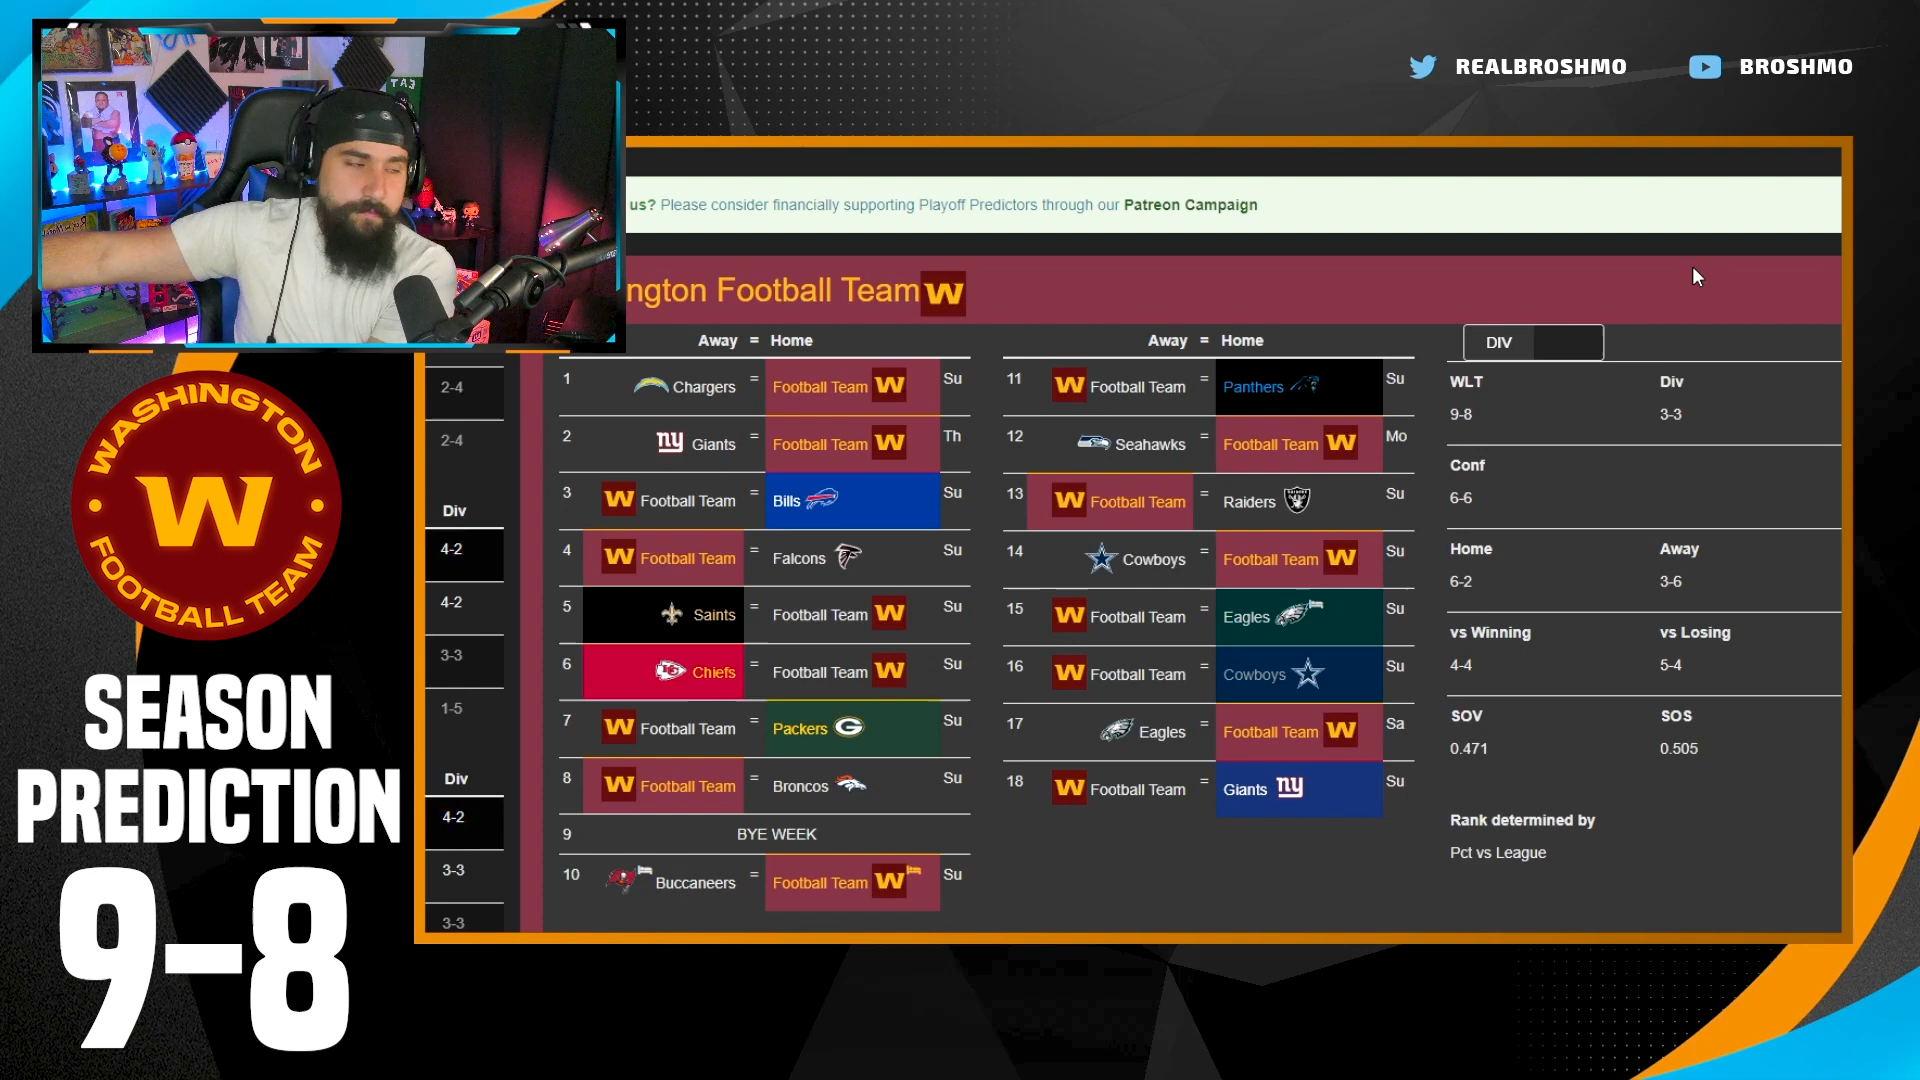 REALBROSHMO
BROSHMO
us? Please consider financially supporting Playoff Predictors through our Patreon Campaign
ngton Football Team W
Away = Home
Away = Home
DIV
1 Chargers = Football Team W Su
2 ny Giants = Football Team W Th
3 W Football Team = Bills Su
4 W Football Team = Falcons Su
5 Saints = Football Team W Su
6 Chiefs = Football Team W Su
7 W Football Team = Packers G Su
8 W Football Team = Broncos Su
9 BYE WEEK
10 Buccaneers = Football Team W Su
11 W Football Team = Panthers Su
12 Seahawks = Football Team W Mo
13 W Football Team = Raiders Su
14 Cowboys = Football Team W Su
15 W Football Team = Eagles Su
16 W Football Team = Cowboys Su
17 Eagles = Football Team W Sa
18 W Football Team = Giants ny Su
WLT Div
9-8 3-3
Conf
6-6
Home Away
6-2 3-6
vs Winning vs Losing
4-4 5-4
SOV SOS
0.471 0.505
Rank determined by
Pct vs League
2-4
2-4
Div
4-2
4-2
3-3
1-5
Div
4-2
3-3
3-3
WASHINGTON
W
FOOTBALL TEAM
SEASON
PREDICTION
9-8